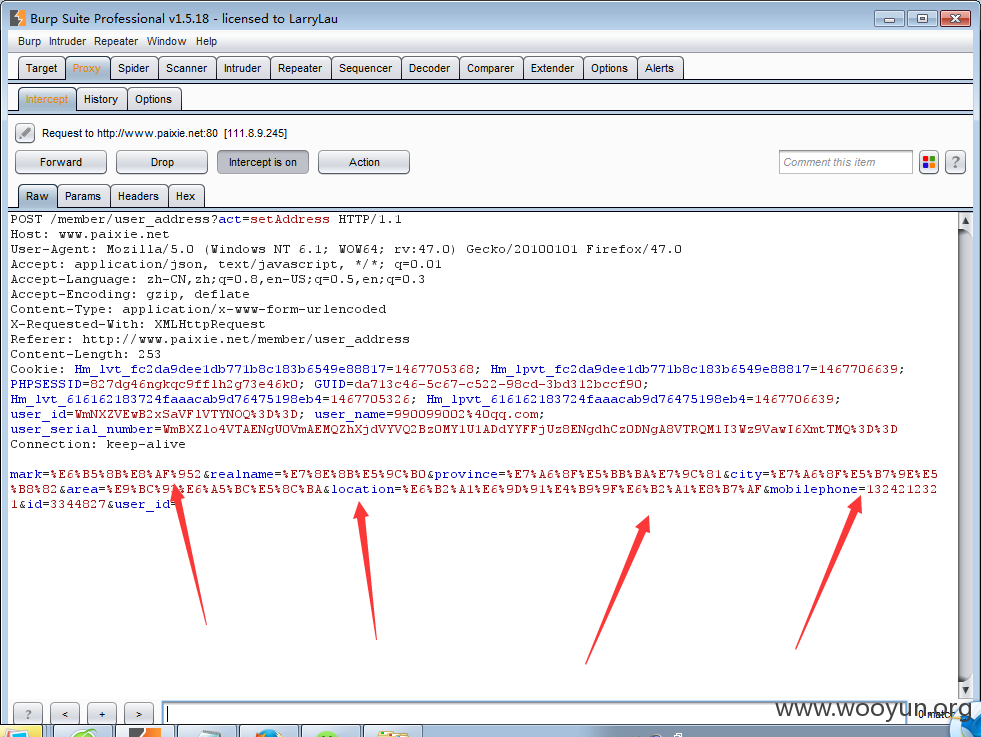 Burp Suite Professional v1.5.18 - licensed to LarryLau
Burp Intruder Repeater Window Help
Target Proxy Spider Scanner Intruder Repeater Sequencer Decoder Comparer Extender Options Alerts
Intercept History Options
Request to http://www.paixie.net:80 [111.8.9.245]
Forward Drop Intercept is on Action Comment this item ?
Raw Params Headers Hex
POST /member/user_address?act=setAddress HTTP/1.1
Host: www.paixie.net
User-Agent: Mozilla/5.0 (Windows NT 6.1; WOW64; rv:47.0) Gecko/20100101 Firefox/47.0
Accept: application/json, text/javascript, */*; q=0.01
Accept-Language: zh-CN,zh;q=0.8,en-US;q=0.5,en;q=0.3
Accept-Encoding: gzip, deflate
Content-Type: application/x-www-form-urlencoded
X-Requested-With: XMLHttpRequest
Referer: http://www.paixie.net/member/user_address
Content-Length: 253
Cookie: Hm_lvt_fc2da9dee1db771b8c183b6549e88817=1467705368; Hm_lpvt_fc2da9dee1db771b8c183b6549e88817=1467706639;
PHPSESSID=827dg46ngkqc9fflh2g73e46k0; GUID=da713c46-5c67-c522-98cd-3bd312bccf90;
Hm_lvt_616162183724faaacab9d76475198eb4=1467705326; Hm_lpvt_616162183724faaacab9d76475198eb4=1467706639;
user_id=WmNXZVEwB2xSaVF1VTYNOQ%3D%3D; user_name=990099002%40qq.com;
user_serial_number=WmBXZ1o4VTAENgU0VmAEMQZhXjdVYVQ2BzOMY1U1ADdYYFFjUz8ENgdhCzODNgA8VTRQM1I3Wz9VawI6XmtTMQ%3D%3D
Connection: keep-alive
mark=%E6%B5%8B%E8%AF%952&realname=%E7%8E%8B%E5%9C%B0&province=%E7%A6%8F%E5%BB%BA%E7%9C%81&city=%E7%A6%8F%E5%B7%9E%E5
%B8%82&area=%E9%BC%93%E6%A5%BC%E5%8C%BA&location=%E6%B2%A1%E6%9D%91%E4%B9%9F%E6%B2%A1%E8%B7%AF&mobilephone=132421232
1&id=3344827&user_id=
? < + > 0 matc
www.wooyun.org